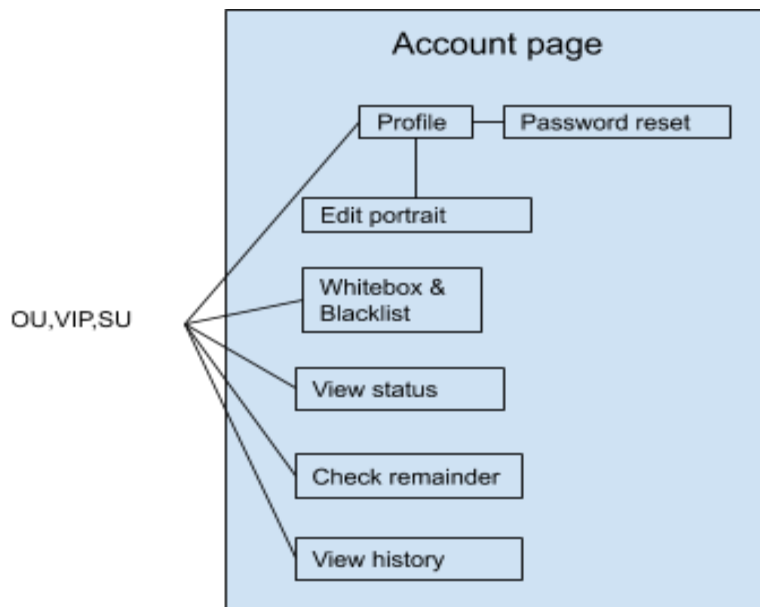 Account page
Profile
Password reset
Edit portrait
Whitebox &
Blacklist
OU,VIP,SU
View status
Check remainder
View history